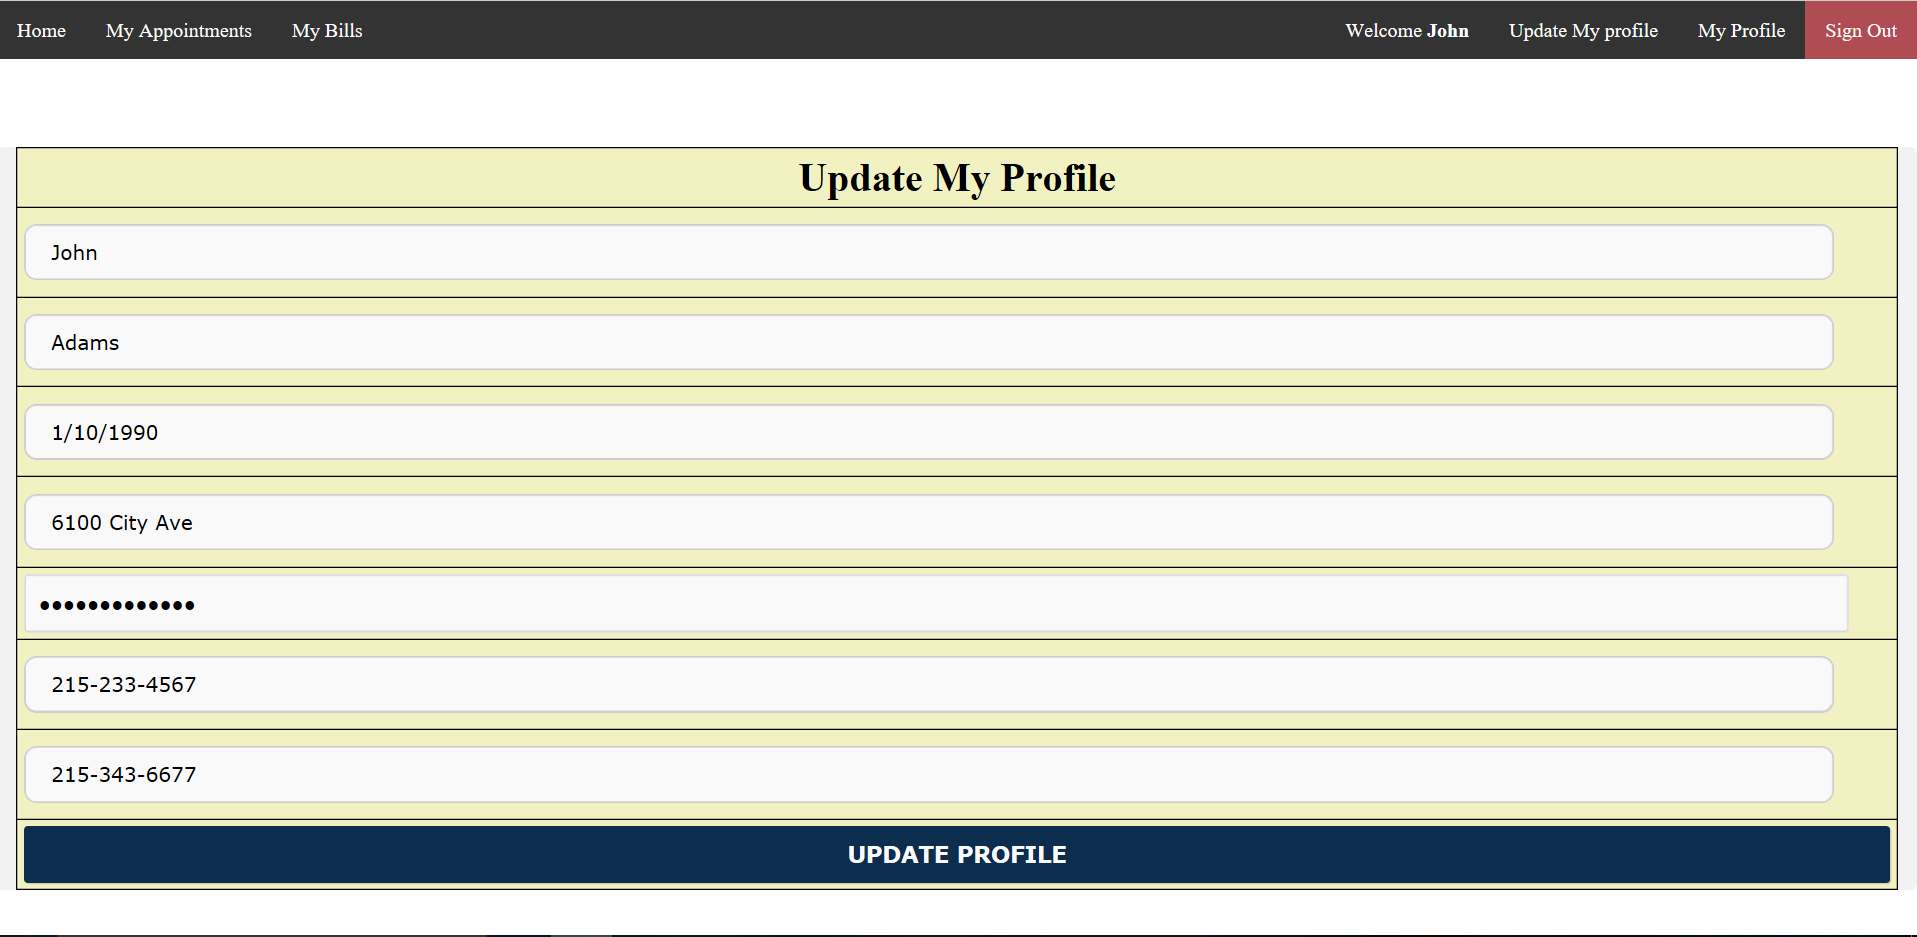 Home My Appointments My Bills Welcome John Update My profile My Profile Sign Out
Update My Profile
John
Adams
1/10/1990
6100 City Ave
•••••••••••••
215-233-4567
215-343-6677
UPDATE PROFILE